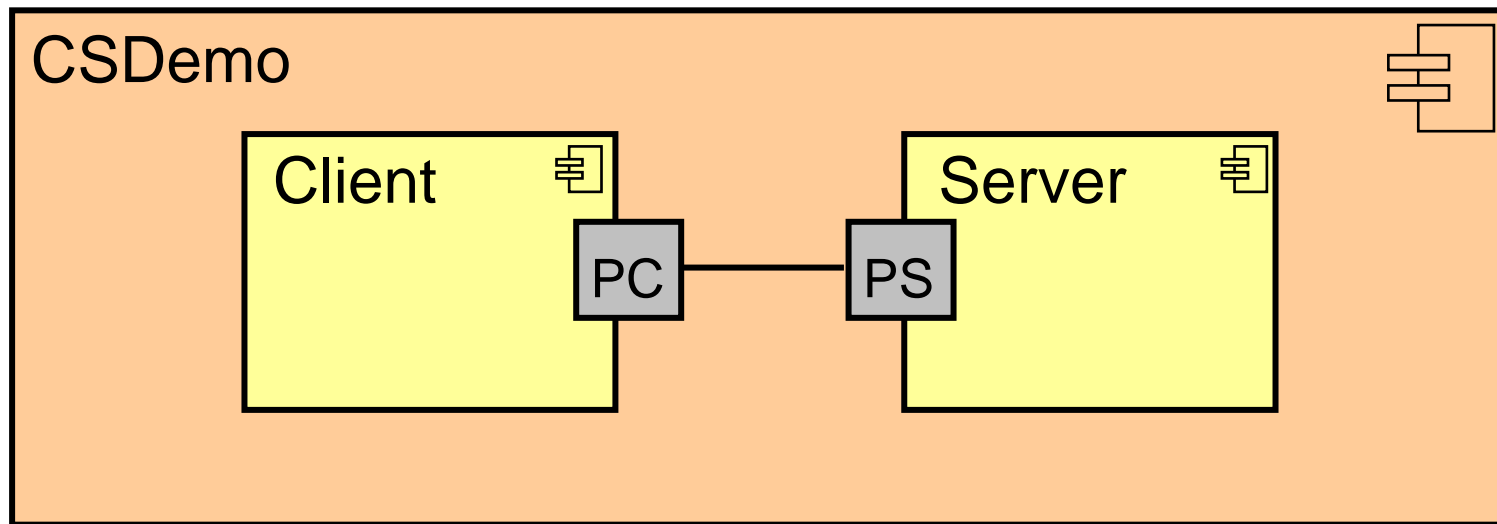 CSDemo
Client
Server
PC
PS